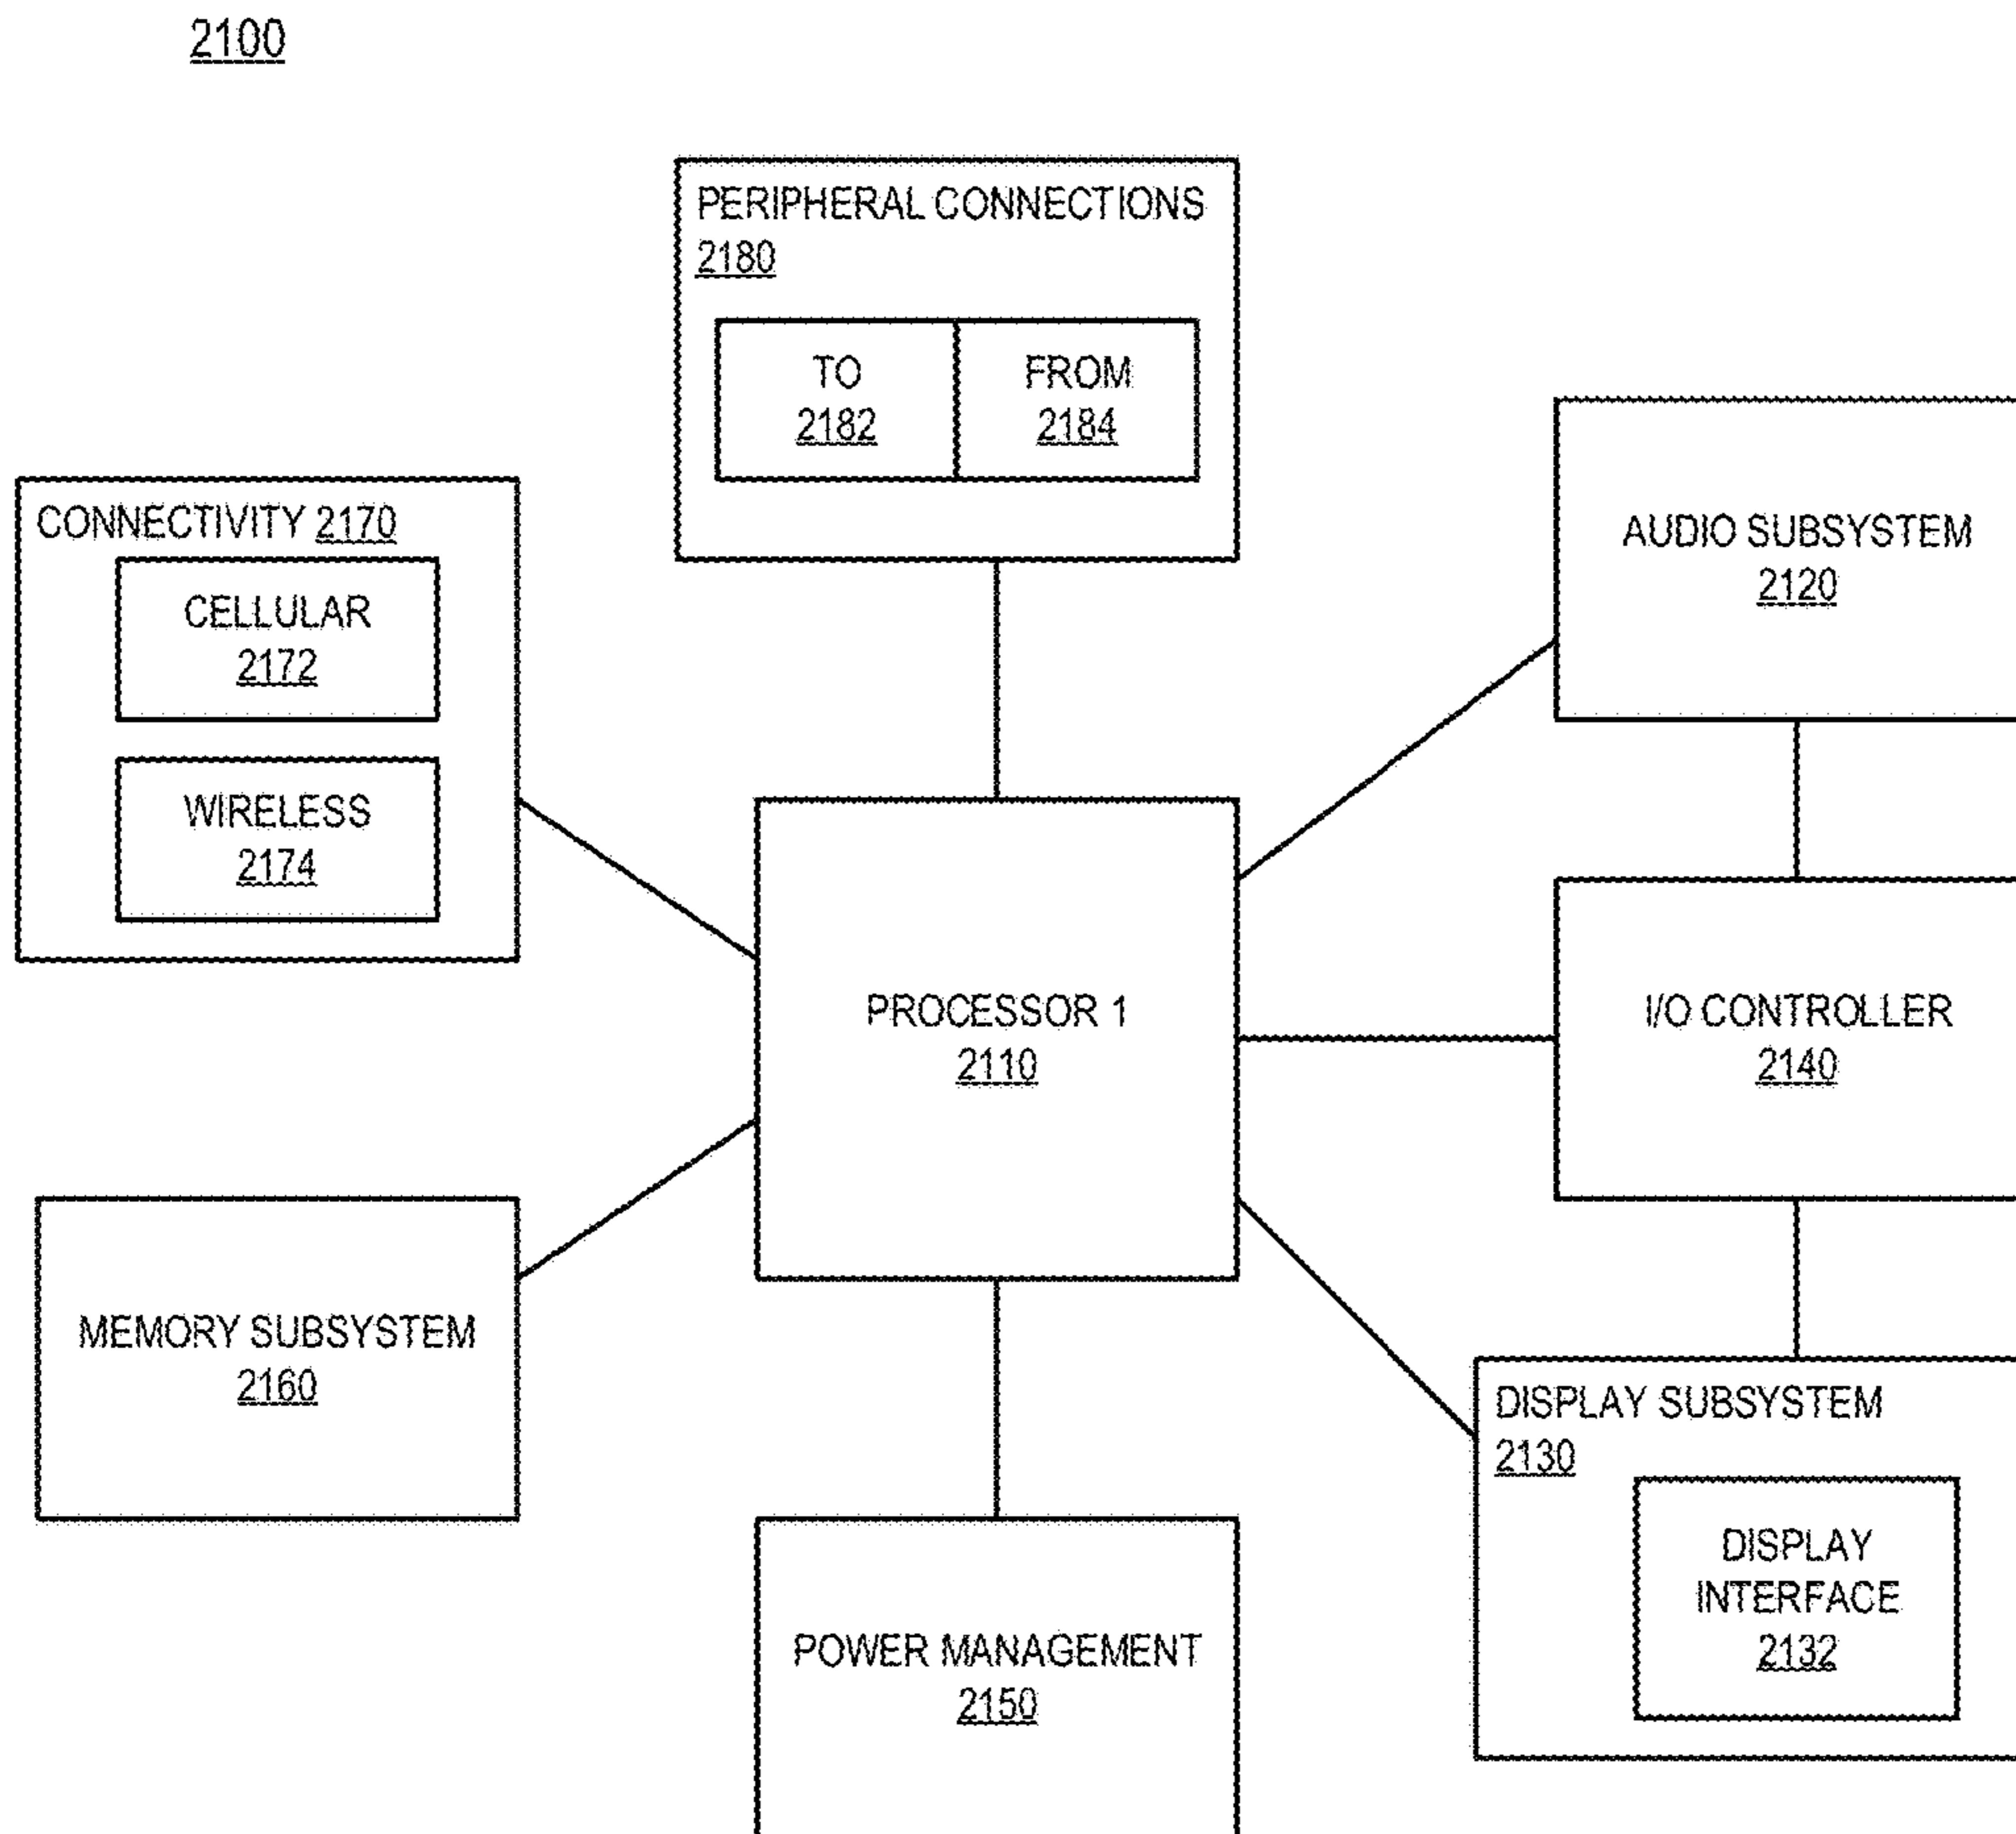 2100
PERIPHERAL CONNECTIONS
2180
TO
2182
FROM
2184
CONNECTIVITY 2170
CELLULAR
2172
WIRELESS
2174
AUDIO SUBSYSTEM
2120
PROCESSOR 1
2110
I/O CONTROLLER
2140
MEMORY SUBSYSTEM
2160
DISPLAY SUBSYSTEM
2130
DISPLAY
INTERFACE
2132
POWER MANAGEMENT
2150